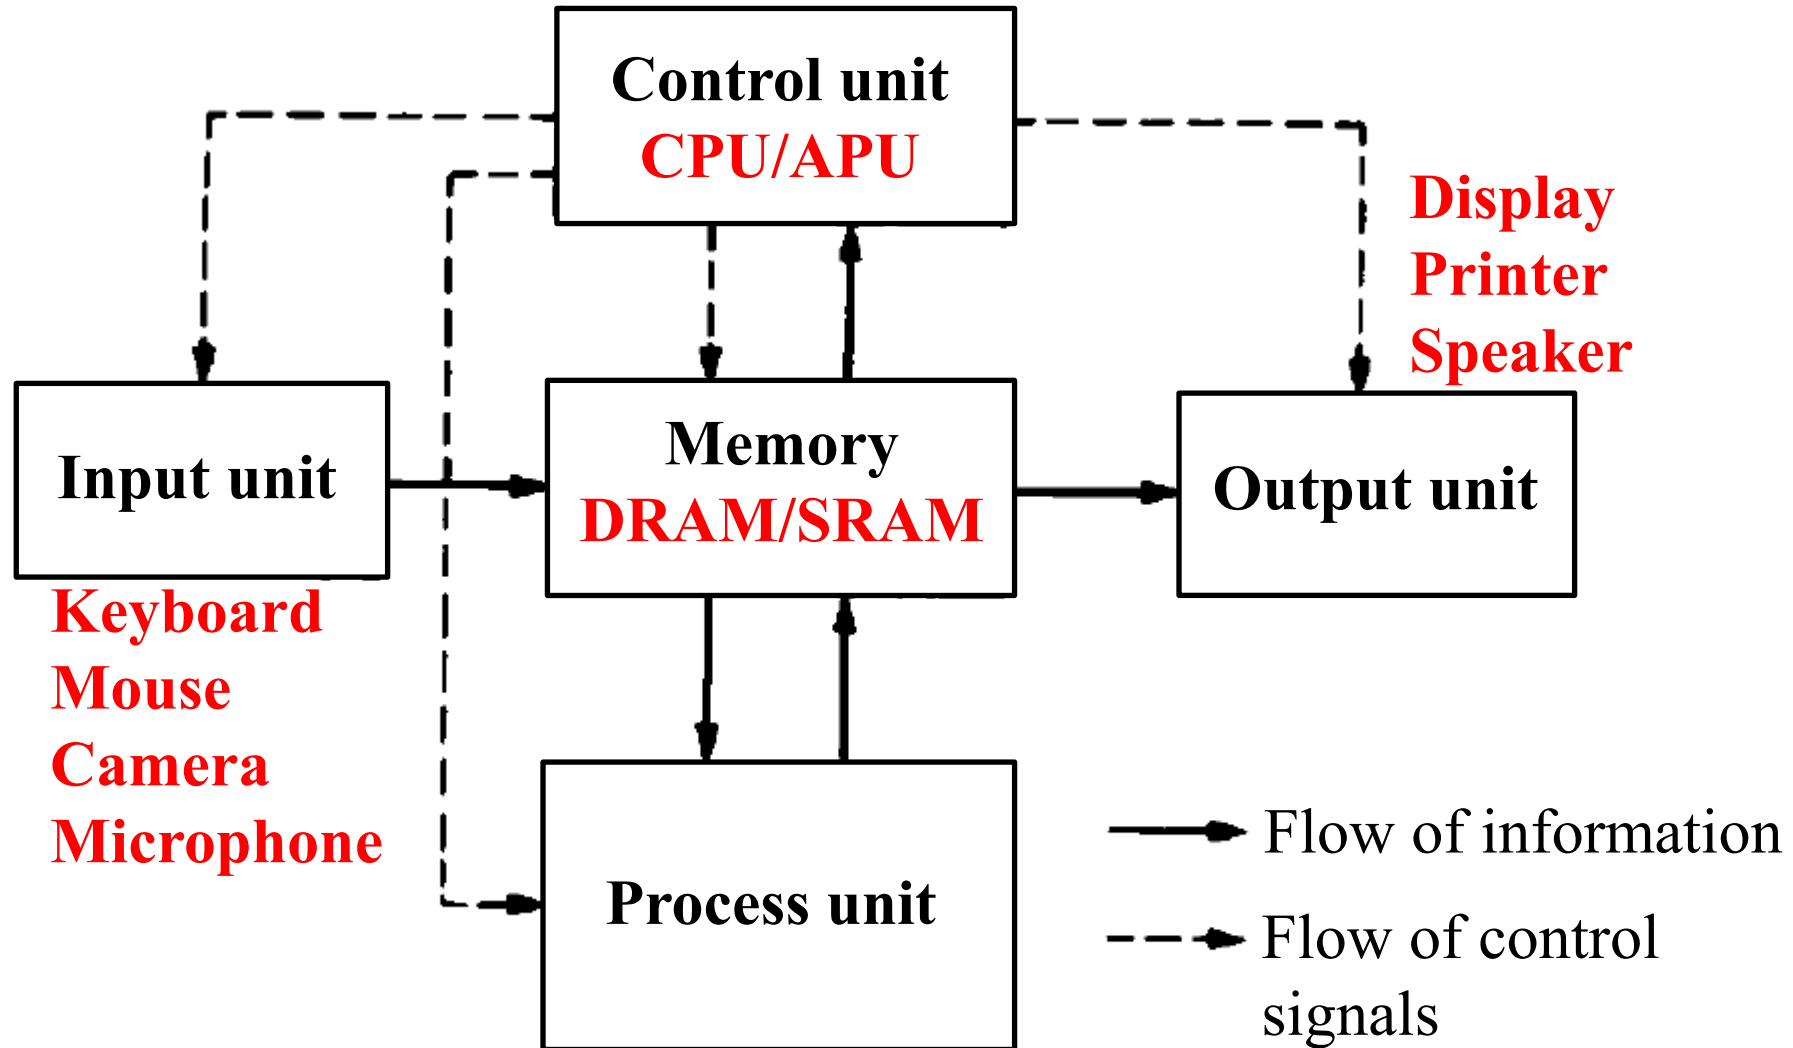 Control unit
CPU/APU
Display
Printer
Speaker
Input unit
Memory
DRAM/SRAM
Output unit
Keyboard
Mouse
Camera
Microphone
Process unit
Flow of information
Flow of control
signals